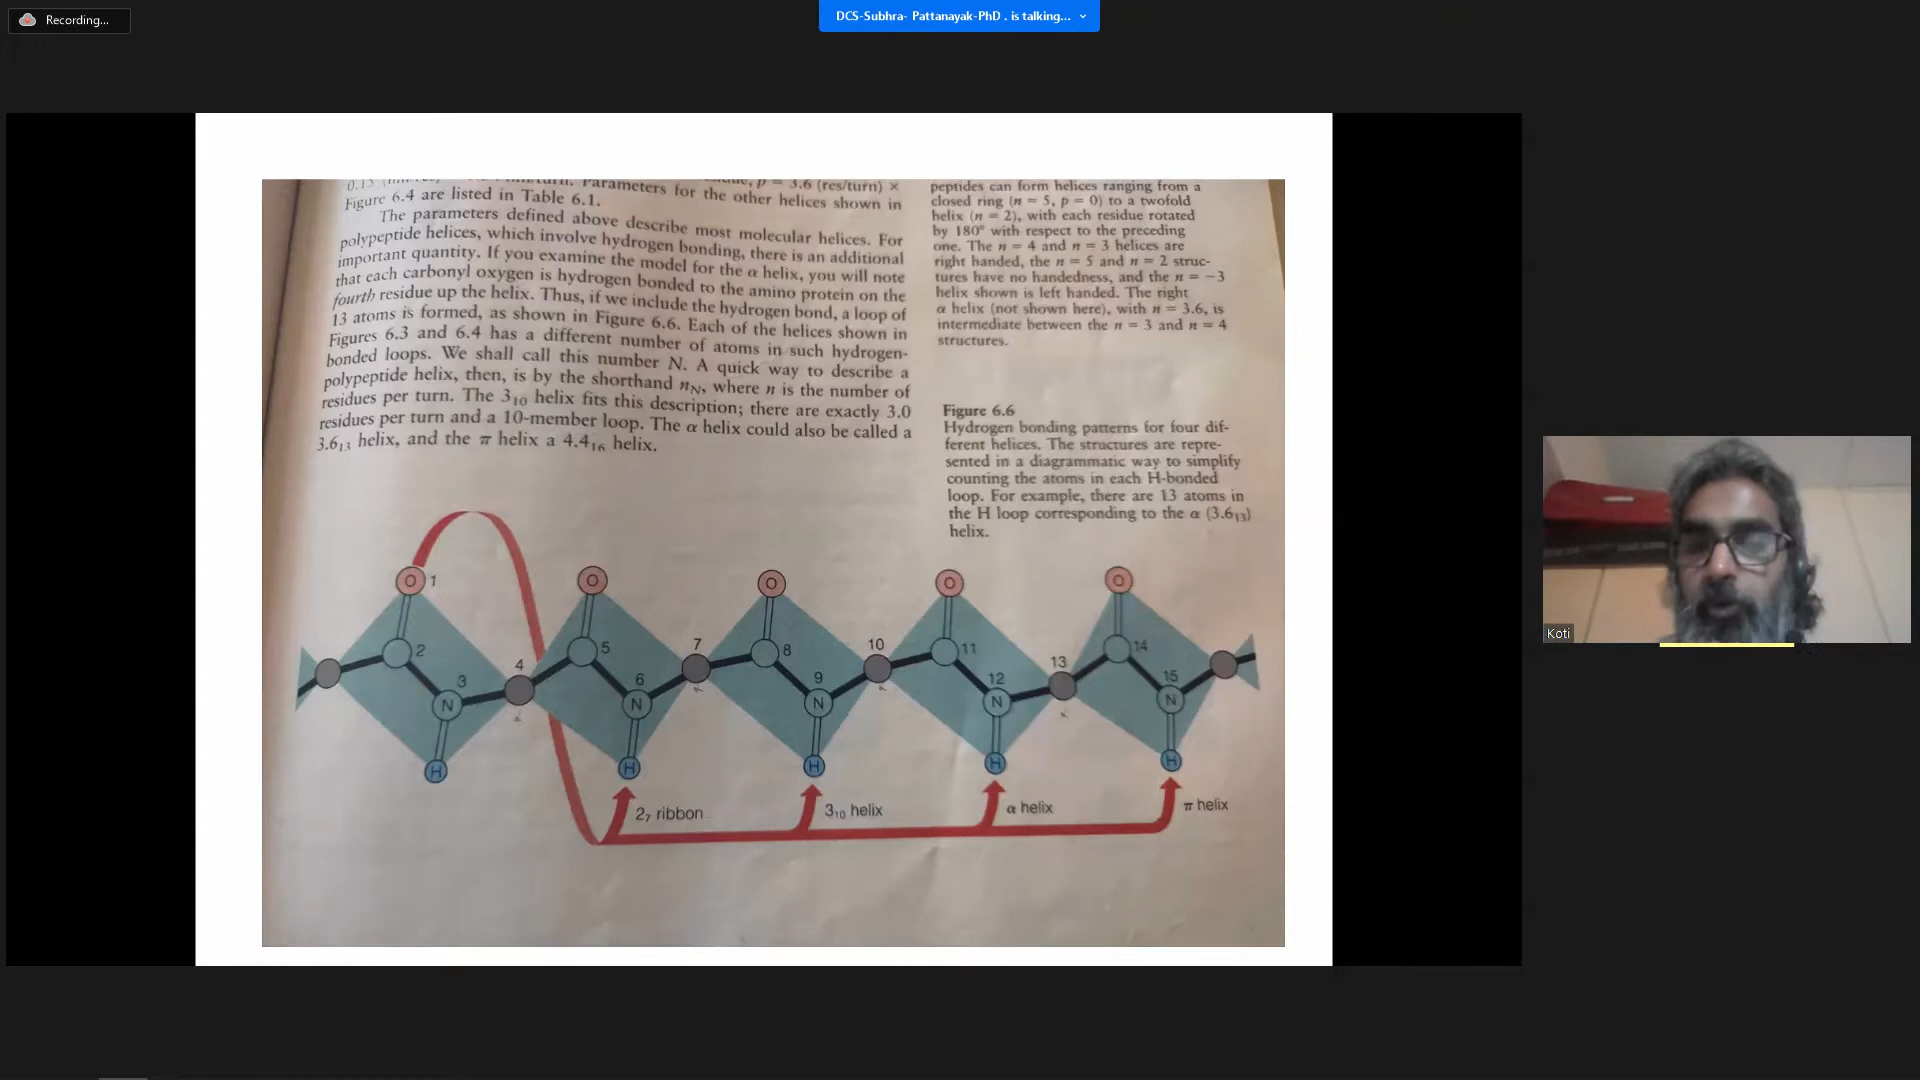 Recording...
DCS-Subhra- Pattanayak-PhD . is talking...
p = 3.6 (res/turn) ×
Parameters for the other helices shown in
Figure 6.4 are listed in Table 6.1.
The parameters defined above describe most molecular helices. For
polypeptide helices, which involve hydrogen bonding, there is an additional
important quantity. If you examine the model for the α helix, you will note
that each carbonyl oxygen is hydrogen bonded to the amino protein on the
fourth residue up the helix. Thus, if we include the hydrogen bond, a loop of
13 atoms is formed, as shown in Figure 6.6. Each of the helices shown in
Figures 6.3 and 6.4 has a different number of atoms in such hydrogen-
bonded loops. We shall call this number N. A quick way to describe a
polypeptide helix, then, is by the shorthand nN, where n is the number of
residues per turn. The 3₁₀ helix fits this description; there are exactly 3.0
residues per turn and a 10-member loop. The α helix could also be called a
3.6₁₃ helix, and the π helix a 4.4₁₆ helix.
peptides can form helices ranging from a
closed ring (n = 5, p = 0) to a twofold
helix (n = 2), with each residue rotated
by 180° with respect to the preceding
one. The n = 4 and n = 3 helices are
right handed, the n = 5 and n = 2 struc-
tures have no handedness, and the n = −3
helix shown is left handed. The right
α helix (not shown here), with n = 3.6, is
intermediate between the n = 3 and n = 4
structures.
Figure 6.6
Hydrogen bonding patterns for four dif-
ferent helices. The structures are repre-
sented in a diagrammatic way to simplify
counting the atoms in each H-bonded
loop. For example, there are 13 atoms in
the H loop corresponding to the α (3.6₁₃)
helix.
O 1 O O O O
2 4 5 7 8 10 11 13 14
3 N 6 N 9 N 12 N 15 N
H H H H H
2₇ ribbon 3₁₀ helix α helix π helix
Koti